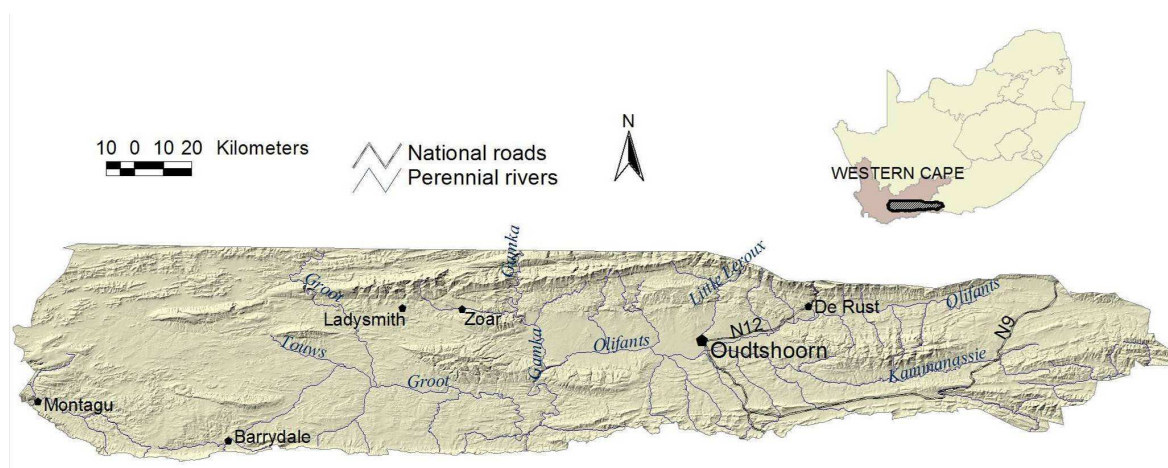 N
10 0 10 20 Kilometers
National roads
Perennial rivers
WESTERN CAPE
Gamka
Little Leroux
Groot
Olifants
Ladysmith
Zoar
De Rust
N12
N9
Touws
Gamka
Olifants
Oudtshoorn
Kammanassie
Groot
Montagu
Barrydale